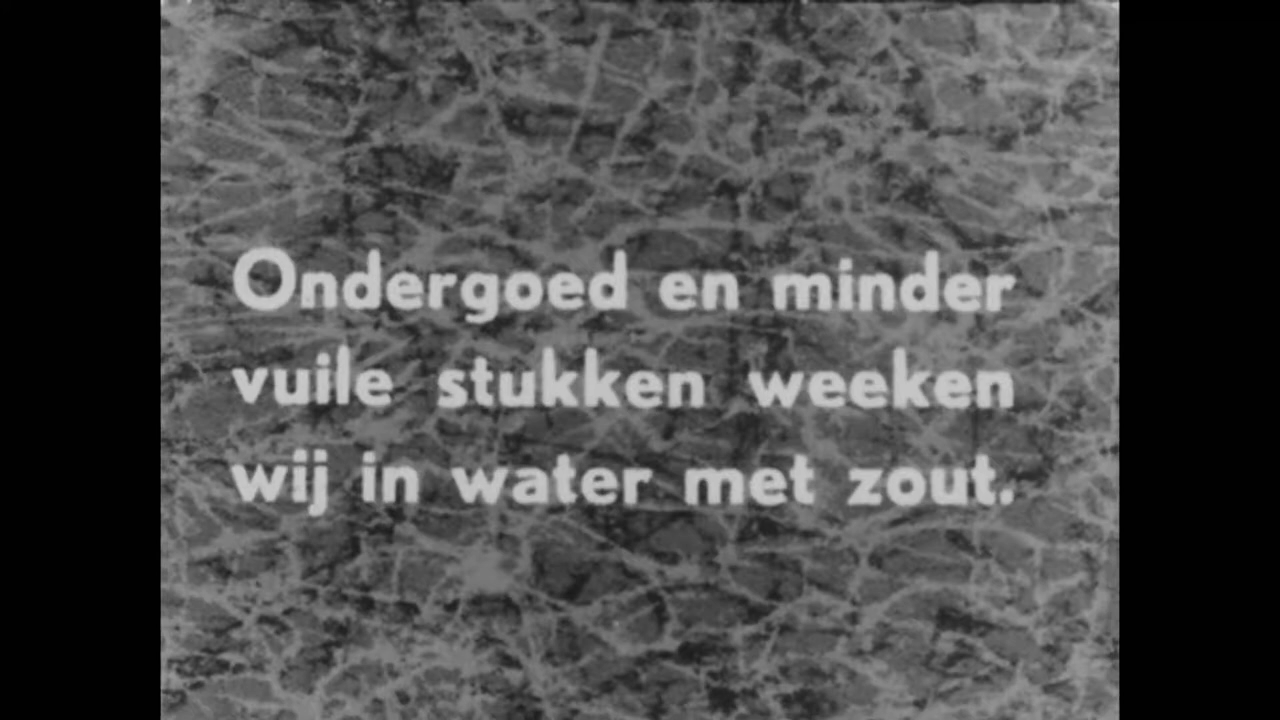 Ondergoed en minder
vuile stukken weeken
wij in water met zout.